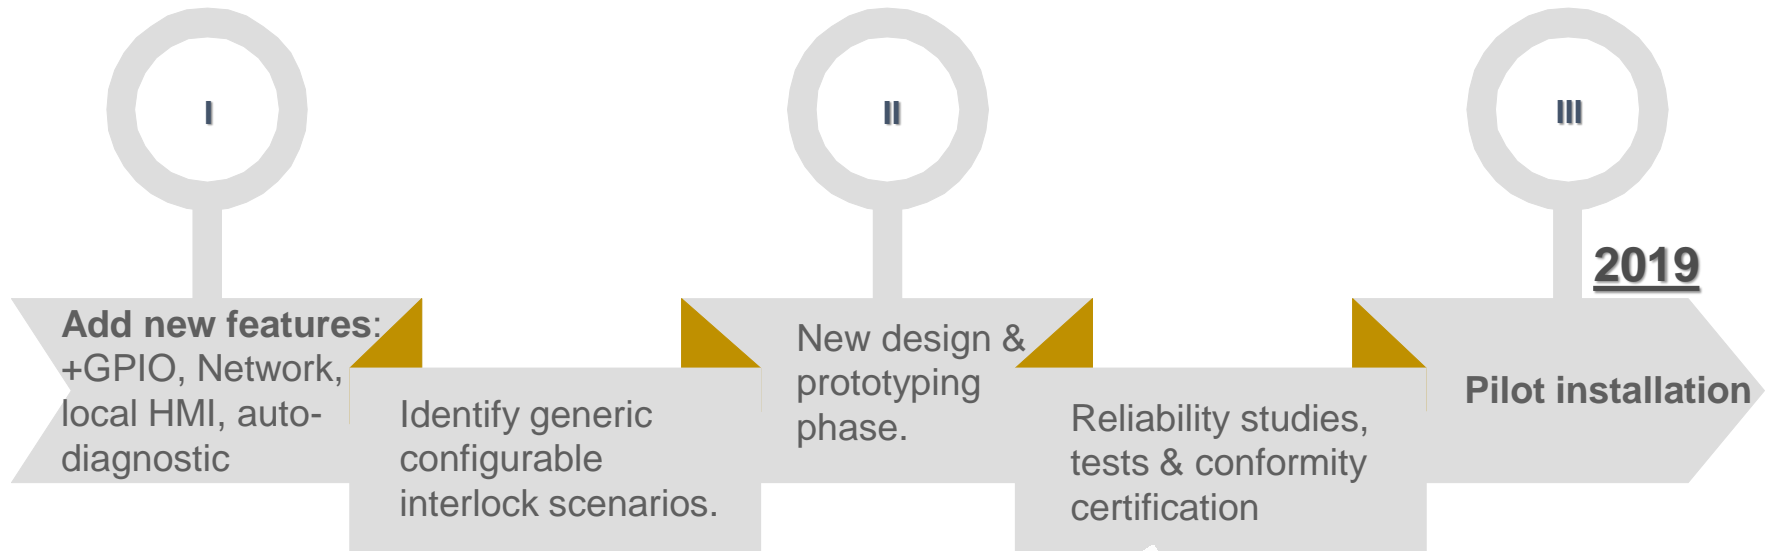 I
II
III
2019
Add new features:
+GPIO, Network,
local HMI, auto-
diagnostic
Identify generic
configurable
interlock scenarios.
New design &
prototyping
phase.
Reliability studies,
tests & conformity
certification
Pilot installation